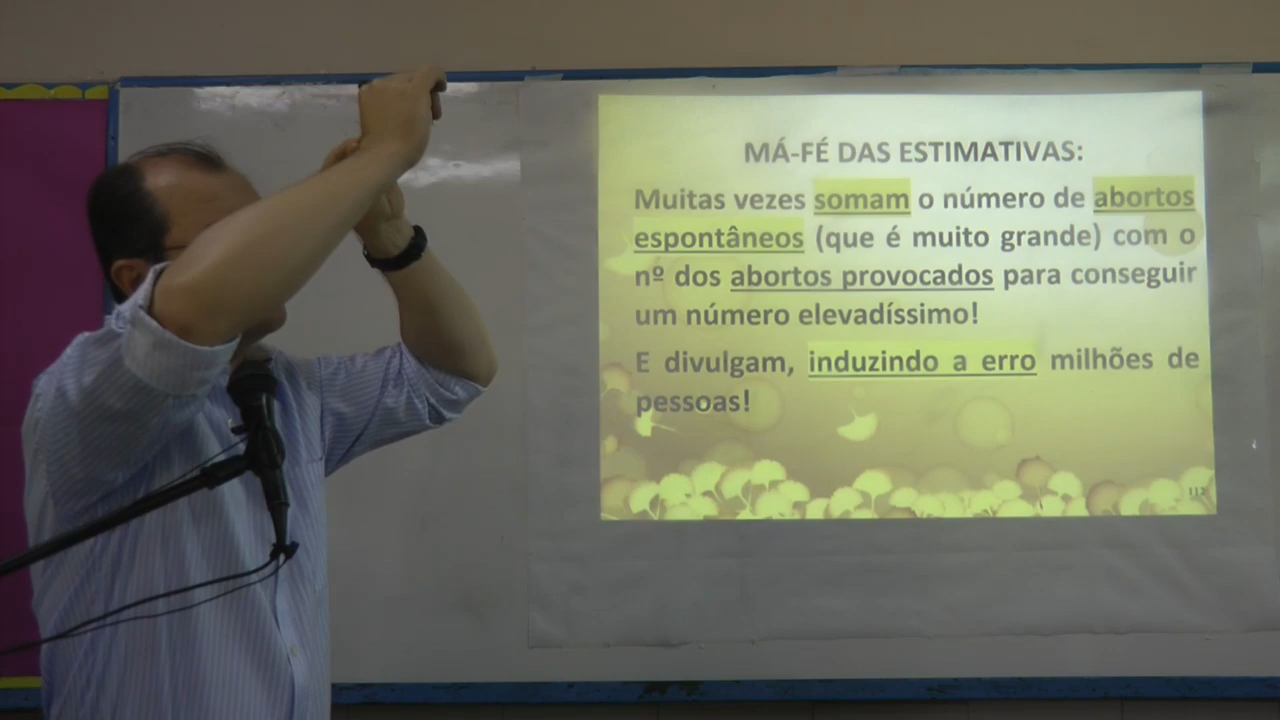 MÁ-FÉ DAS ESTIMATIVAS:
Muitas vezes somam o número de abortos
espontâneos (que é muito grande) com o
nº dos abortos provocados para conseguir
um número elevadíssimo!
E divulgam, induzindo a erro milhões de
pessoas!
112